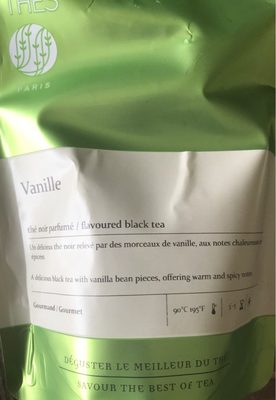 THÉS
PARIS
Vanille
thé noir parfumé / flavoured black tea
Un délicieux thé noir relevé par des morceaux de vanille, aux notes chaleureuses
épicées
A delicious black tea with vanilla bean pieces, offering warm and spicy notes
Gourmand / Gourmet
90°C 195°F
DÉGUSTER LE MEILLEUR DU THÉ
SAVOUR THE BEST OF TEA